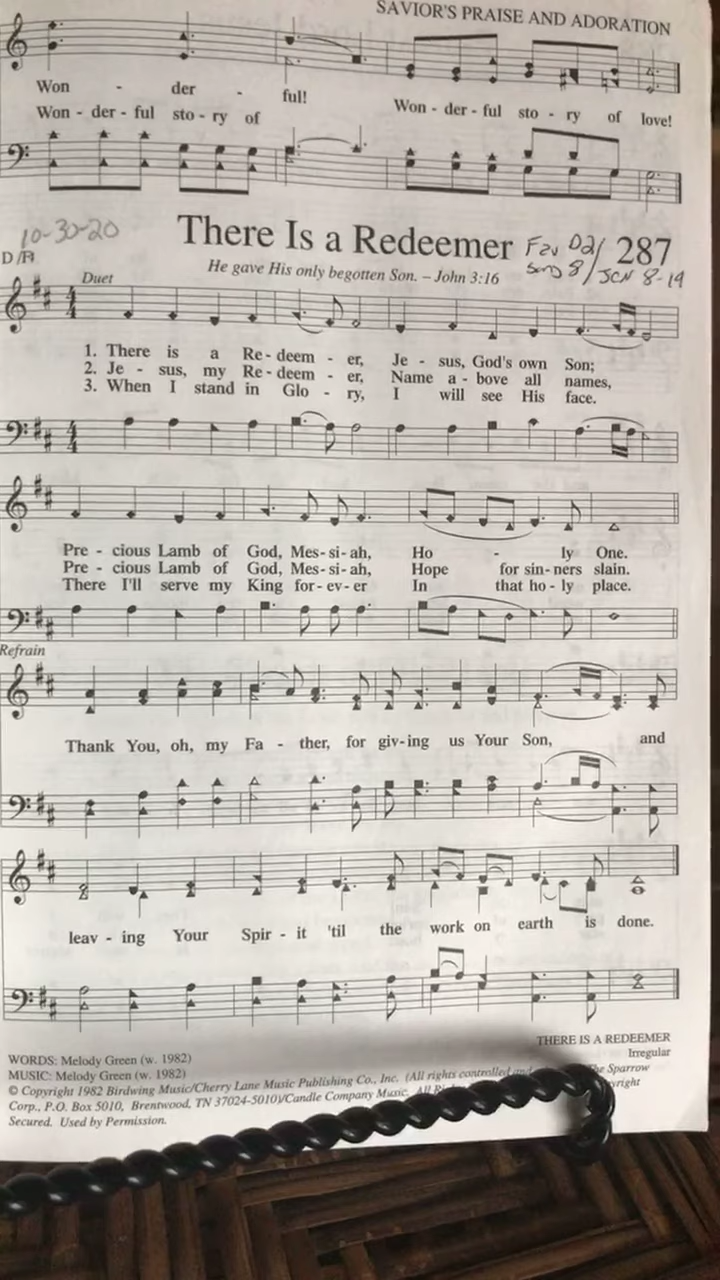 SAVIOR'S PRAISE AND ADORATION
Won - der - ful!
Won - der - ful sto - ry of Won - der - ful sto - ry of love!
10-30-20
There Is a Redeemer
287
He gave His only begotten Son. – John 3:16
Duet
1. There is a Re - deem - er, Je - sus, God's own Son;
2. Je - sus, my Re - deem - er, Name a - bove all names,
3. When I stand in Glo - ry, I will see His face.
Pre - cious Lamb of God, Mes - si - ah, Ho - ly One.
Pre - cious Lamb of God, Mes - si - ah, Hope for sin - ners slain.
There I'll serve my King for - ev - er In that ho - ly place.
Refrain
Thank You, oh, my Fa - ther, for giv - ing us Your Son, and
leav - ing Your Spir - it 'til the work on earth is done.
THERE IS A REDEEMER
Irregular
WORDS: Melody Green (w. 1982)
MUSIC: Melody Green (w. 1982)
© Copyright 1982 Birdwing Music/Cherry Lane Music Publishing Co., Inc. (All rights controlled and The Sparrow
Corp., P.O. Box 5010, Brentwood, TN 37024-5010)/Candle Company Music. All
Secured. Used by Permission.